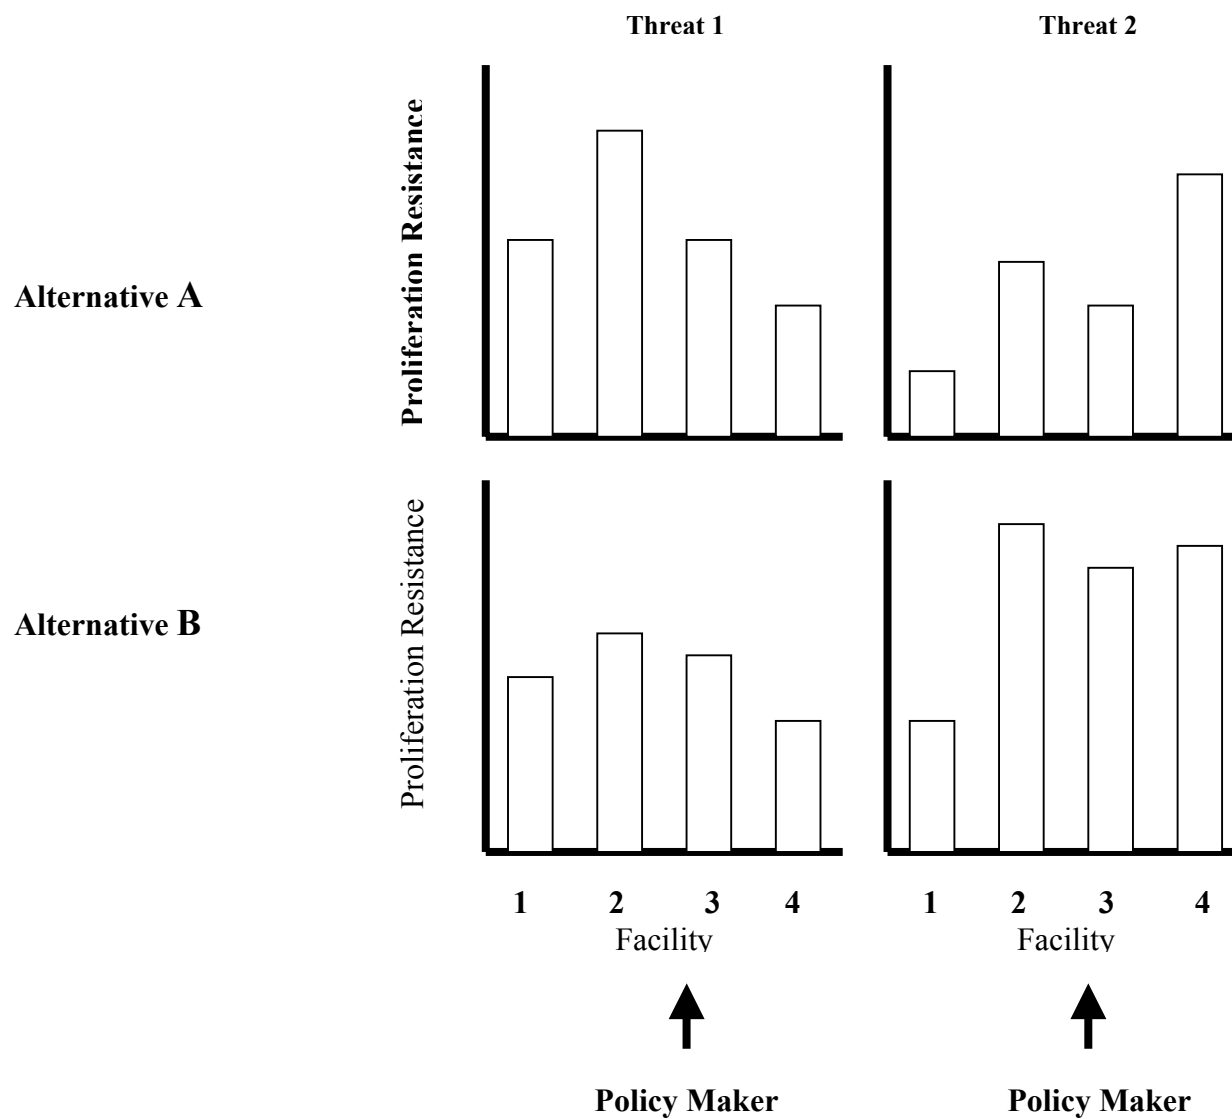 Threat 1 Threat 2
Proliferation Resistance
Alternative A
Proliferation Resistance
Alternative B
1 2 3 4 1 2 3 4
Facility Facility
Policy Maker Policy Maker